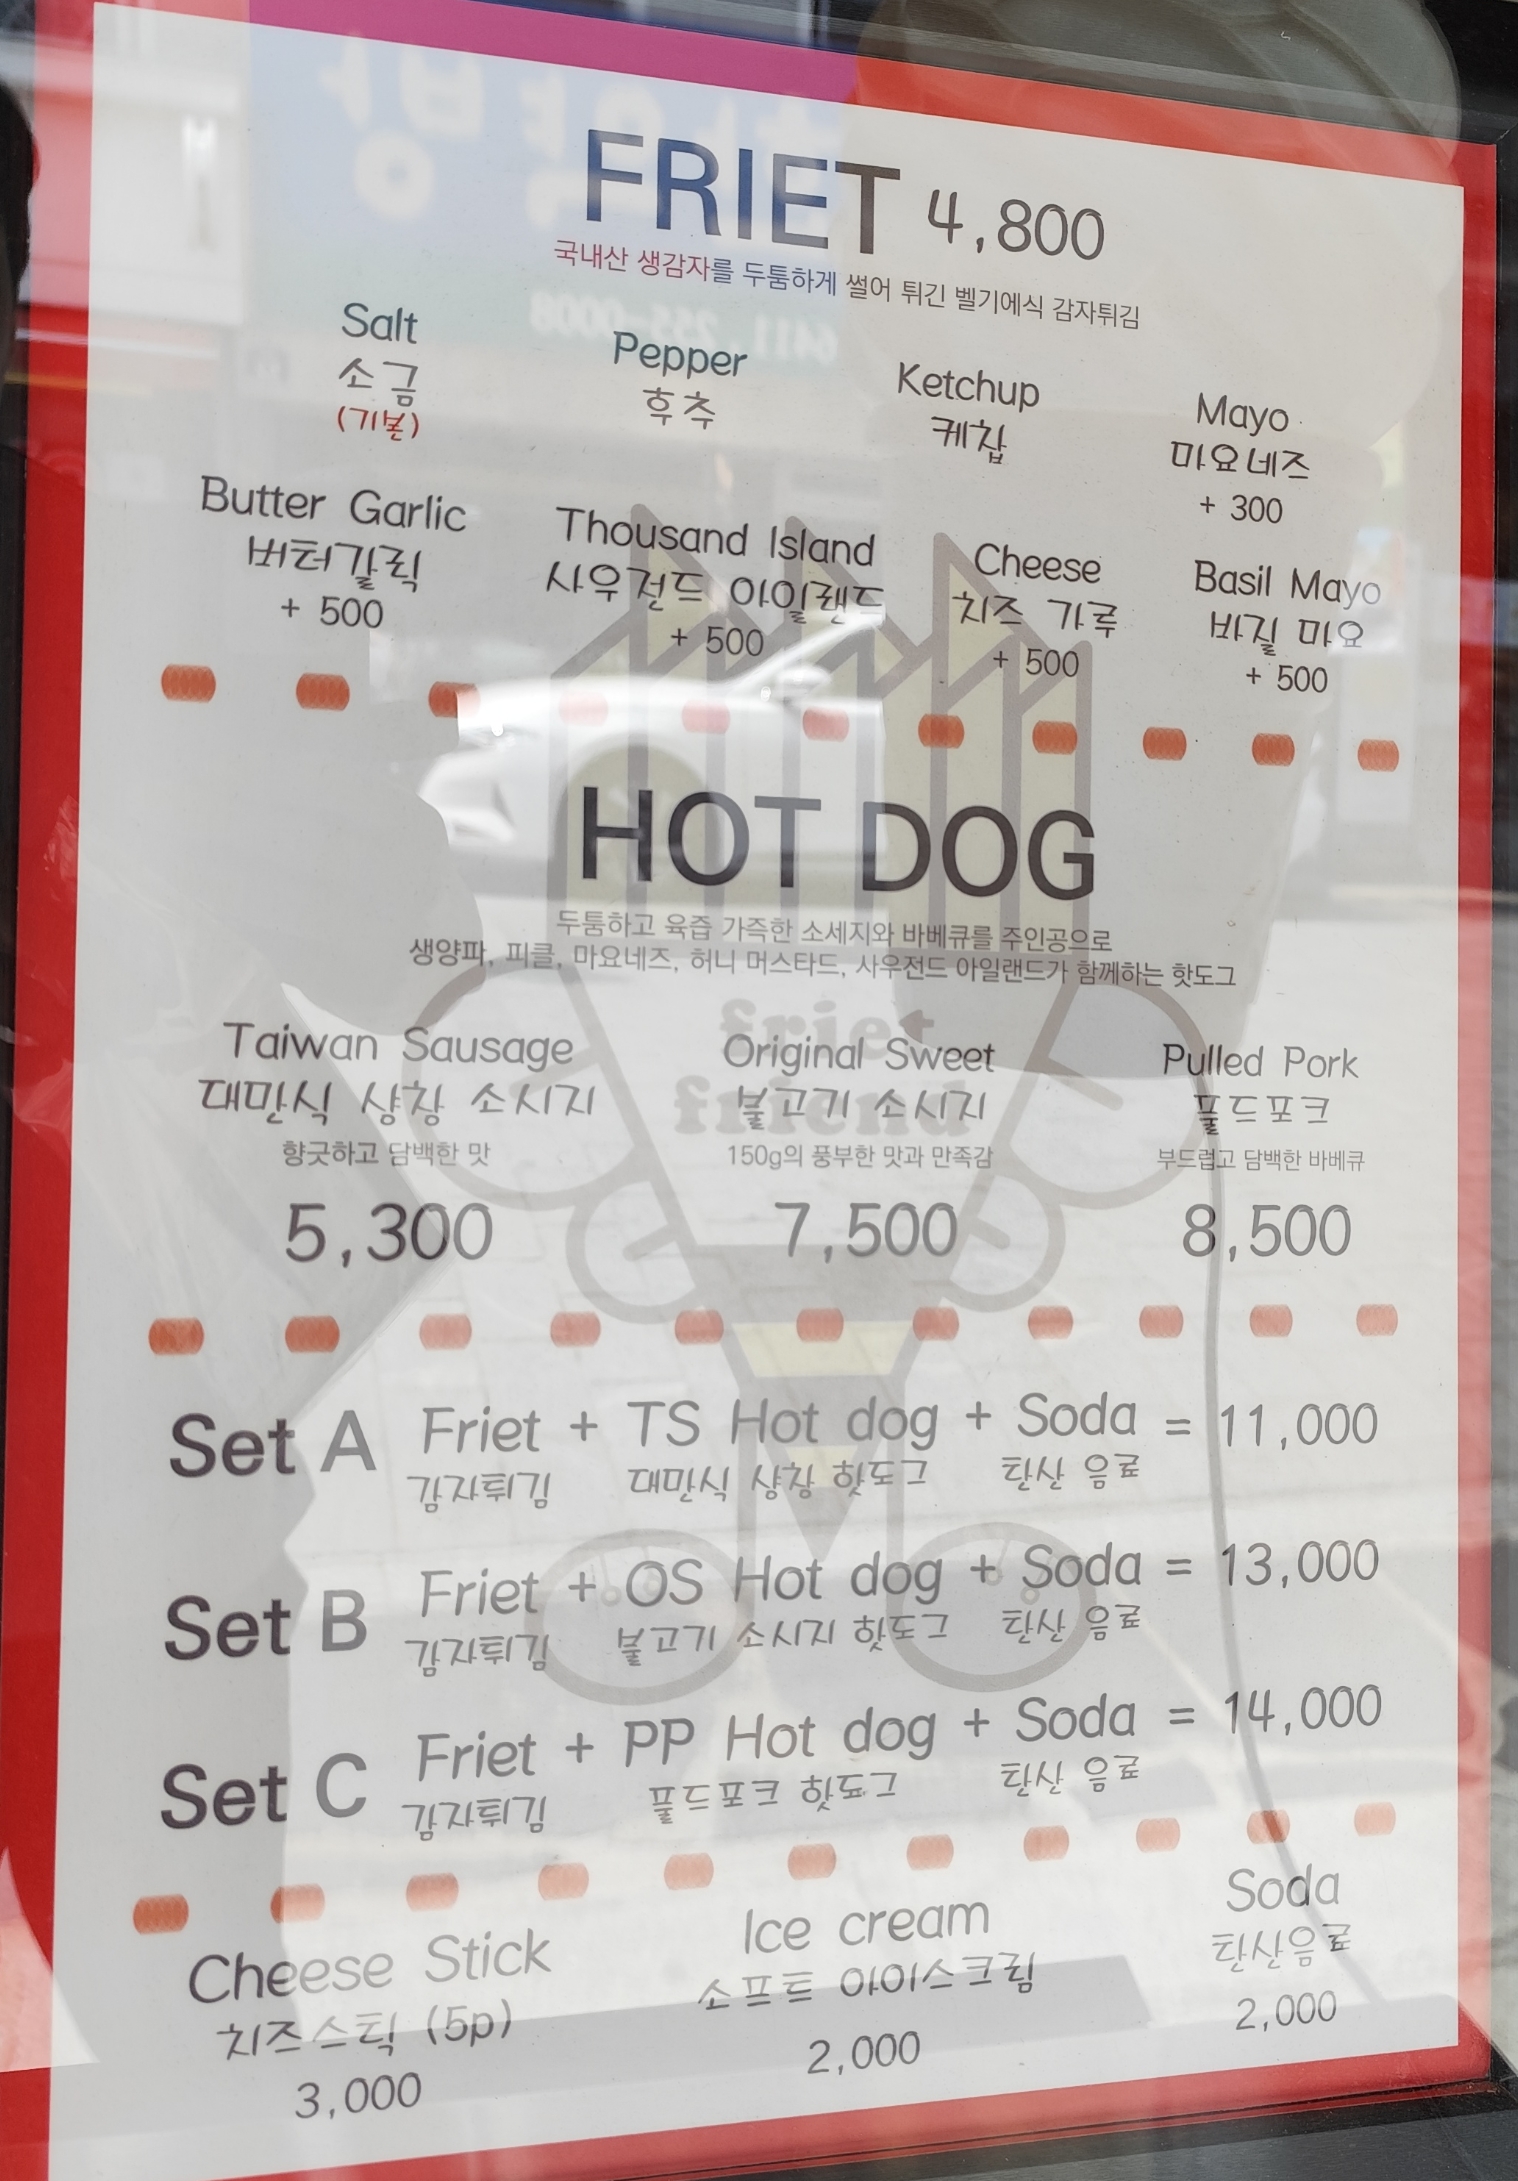 FRIET 4,800
국내산 생감자를 두툼하게 썰어 튀긴 벨기에식 감자튀김
Salt
소금
(기본)
Pepper
후추
Ketchup
케찹
Mayo
마요네즈
+ 300
Butter Garlic
버터갈릭
+ 500
Thousand Island
사우전드 아일랜드
+ 500
Cheese
치즈 가루
+ 500
Basil Mayo
바질 마요
+ 500
HOT DOG
두툼하고 육즙 가득한 소세지와 바베큐를 주인공으로
생양파, 피클, 마요네즈, 허니 머스타드, 사우전드 아일랜드가 함께하는 핫도그
friet
friend
Taiwan Sausage
대만식 샹창 소시지
향긋하고 담백한 맛
5,300
Original Sweet
불고기 소시지
150g의 풍부한 맛과 만족감
7,500
Pulled Pork
풀드포크
부드럽고 담백한 바베큐
8,500
Set A Friet + TS Hot dog + Soda = 11,000
감자튀김 대만식 샹창 핫도그 탄산 음료
Set B Friet + OS Hot dog + Soda = 13,000
감자튀김 불고기 소시지 핫도그 탄산 음료
Set C Friet + PP Hot dog + Soda = 14,000
감자튀김 풀드포크 핫도그 탄산 음료
Cheese Stick
치즈스틱 (5p)
3,000
Ice cream
소프트 아이스크림
2,000
Soda
탄산음료
2,000